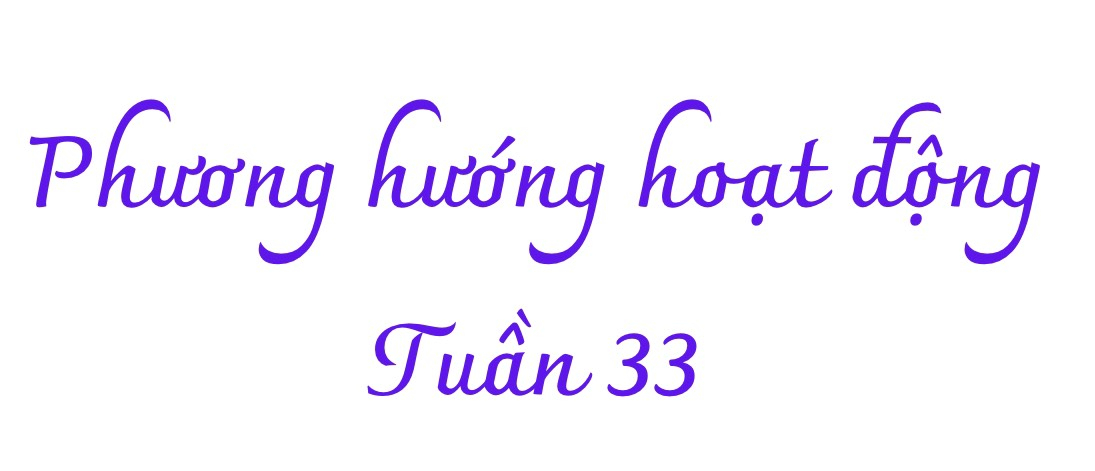 Phương hướng hoạt động
Tuần 33